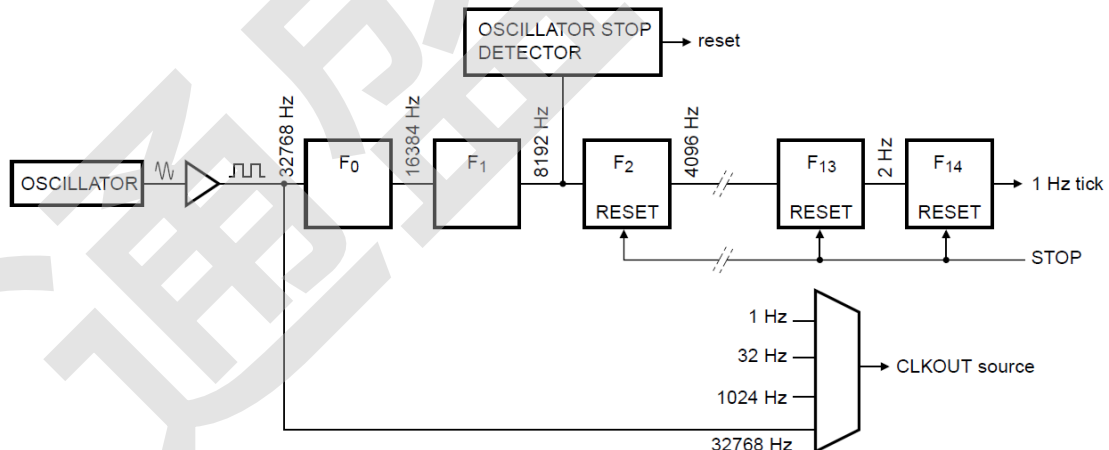 OSCILLATOR STOP
DETECTOR
reset
32768 Hz
16384 Hz
8192 Hz
4096 Hz
2 Hz
OSCILLATOR
F0
F1
F2
RESET
F13
RESET
F14
RESET
1 Hz tick
STOP
1 Hz
32 Hz
1024 Hz
32768 Hz
CLKOUT source